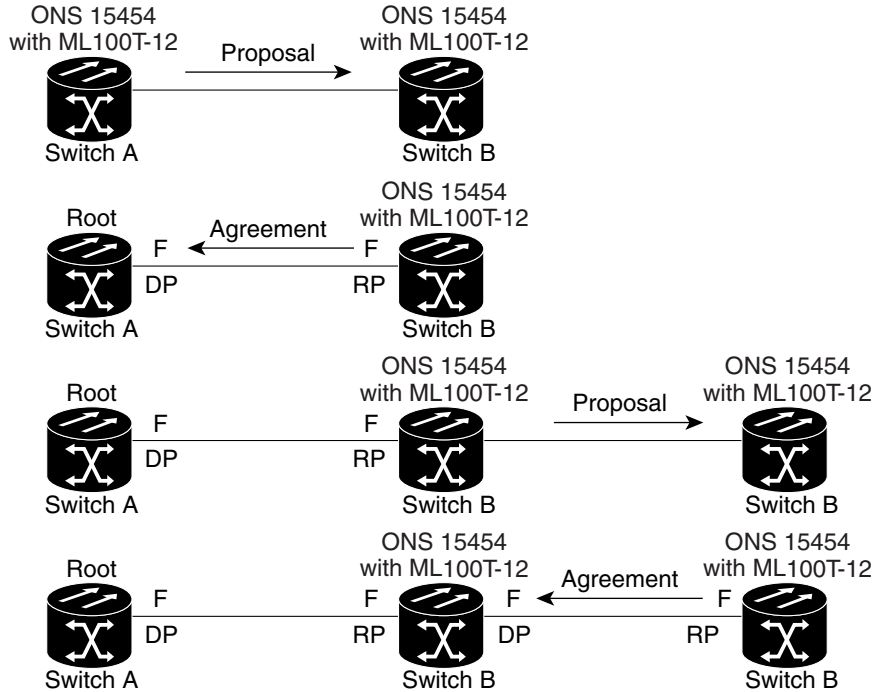 ONS 15454
with ML100T-12
Proposal
ONS 15454
with ML100T-12
Switch A
Switch B
Root
ONS 15454
with ML100T-12
Agreement
F
F
DP
RP
Switch A
Switch B
Root
ONS 15454
with ML100T-12
Proposal
ONS 15454
with ML100T-12
F
F
DP
RP
Switch A
Switch B
Switch B
Root
ONS 15454
with ML100T-12
Agreement
ONS 15454
with ML100T-12
F
F
F
F
DP
RP
DP
RP
Switch A
Switch B
Switch B